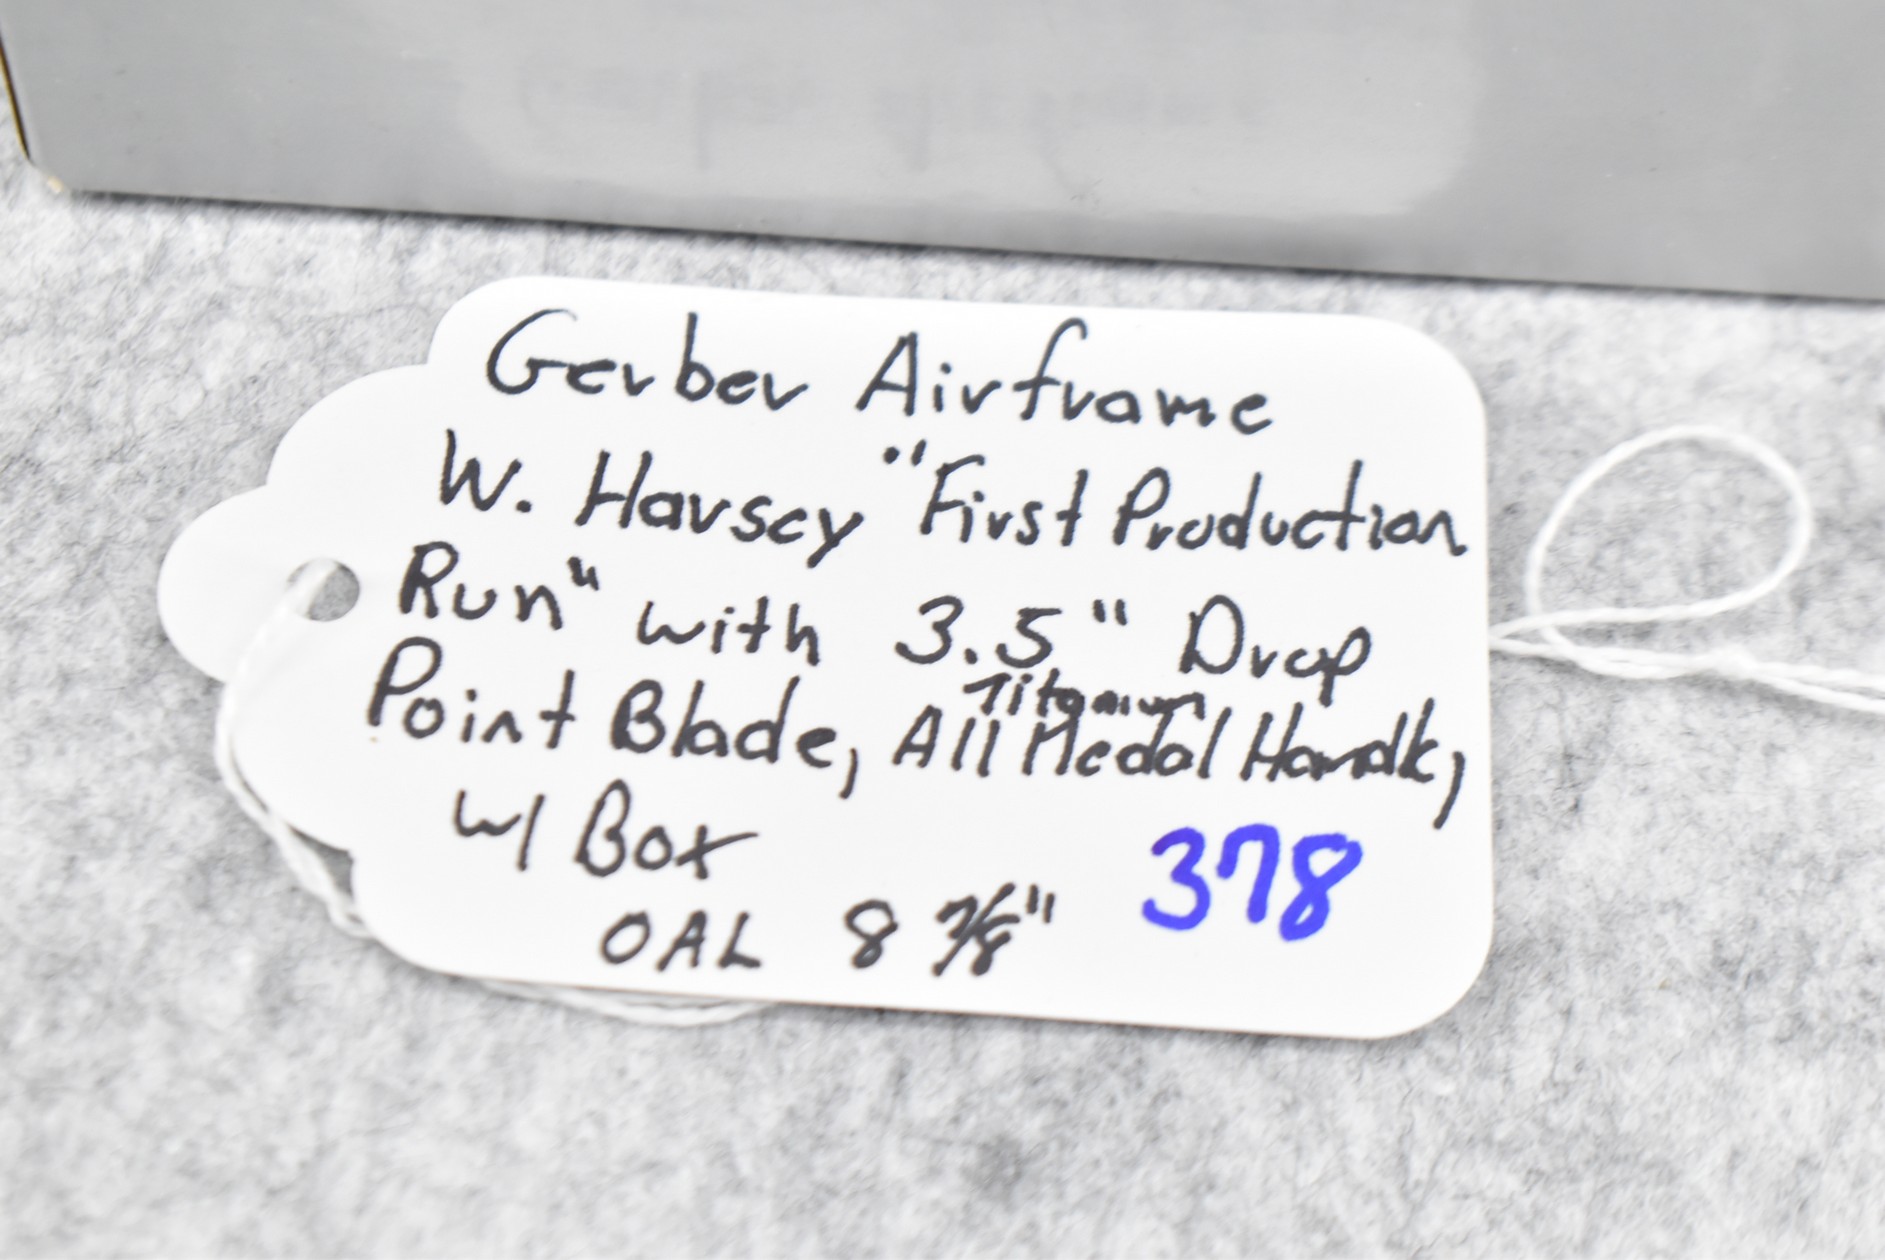 Gerber Airframe
W. Harsey "First Production
Run" with 3.5" Drop
Titanium
Point Blade, All Medal Handle,
w/ Box
378
OAL 8 7/8"